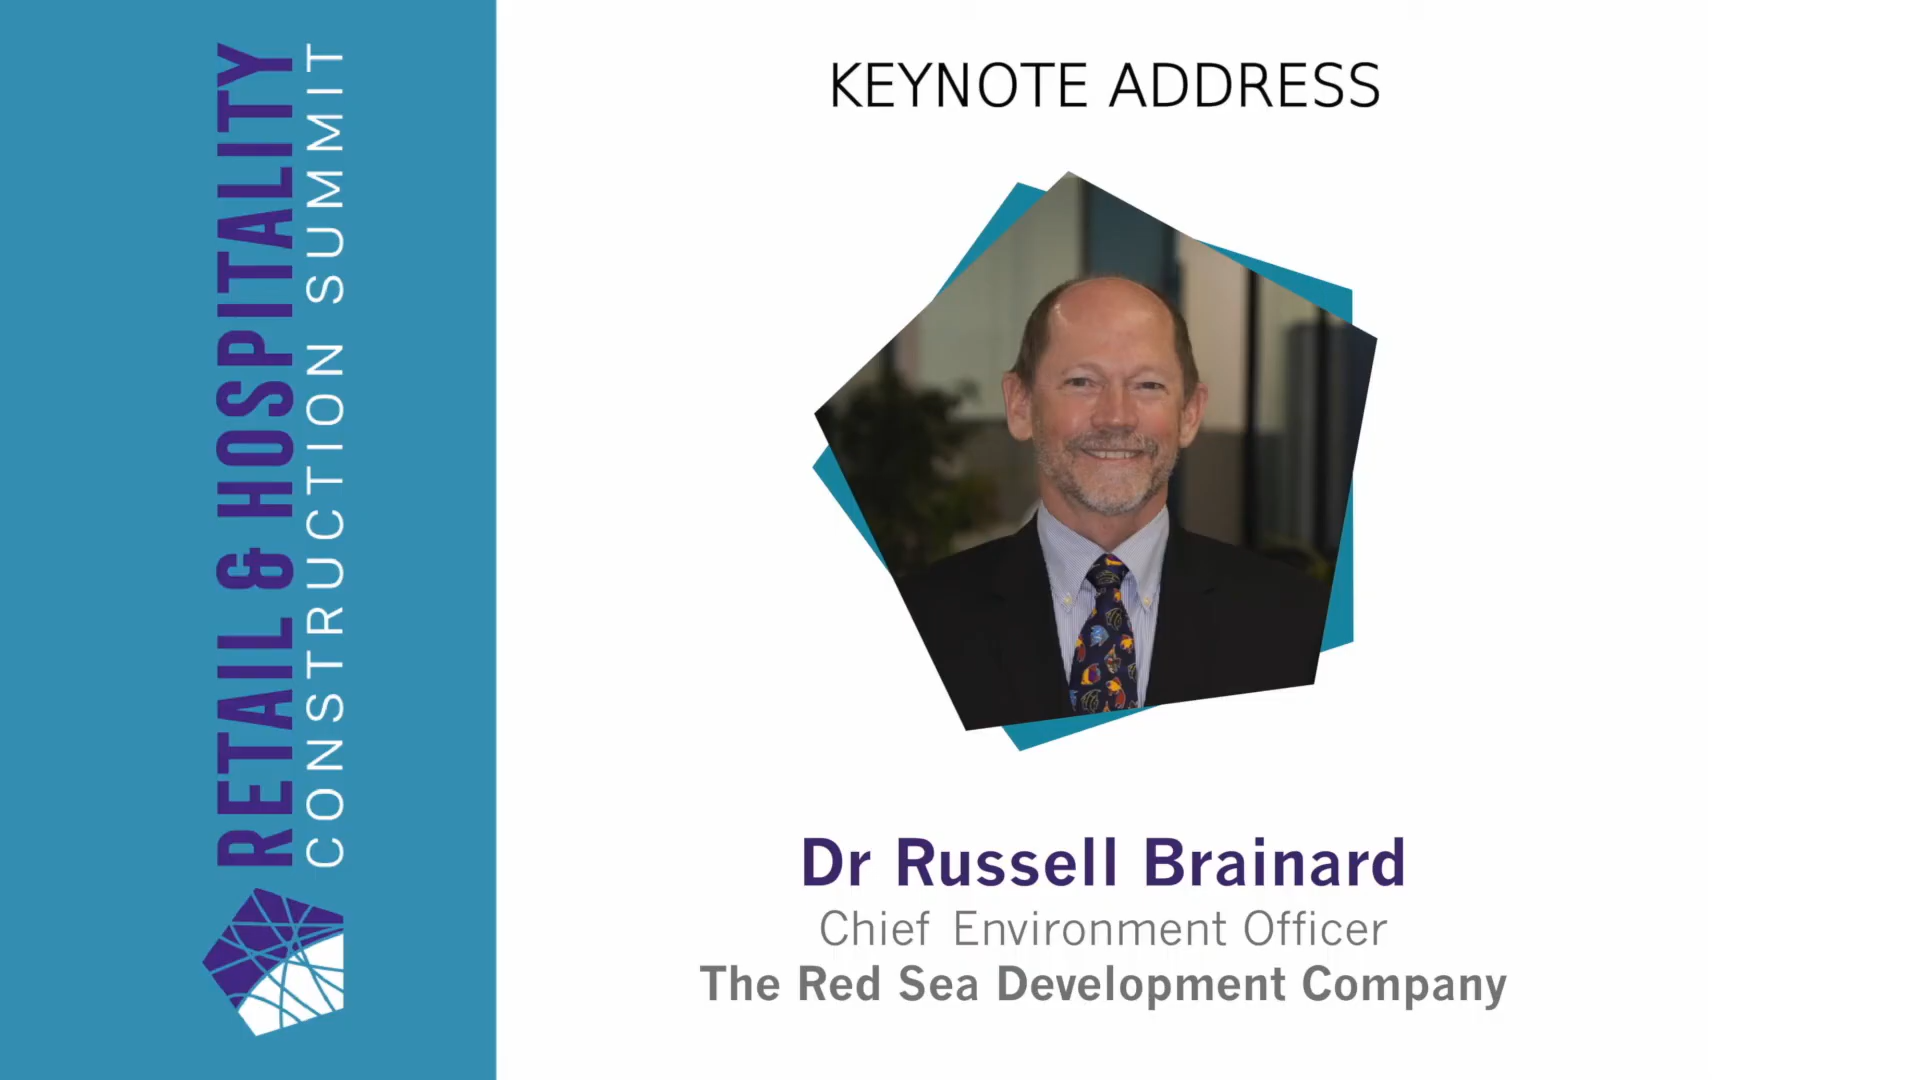 RETAIL & HOSPITALITY
CONSTRUCTION SUMMIT
KEYNOTE ADDRESS
Dr Russell Brainard
Chief Environment Officer
The Red Sea Development Company